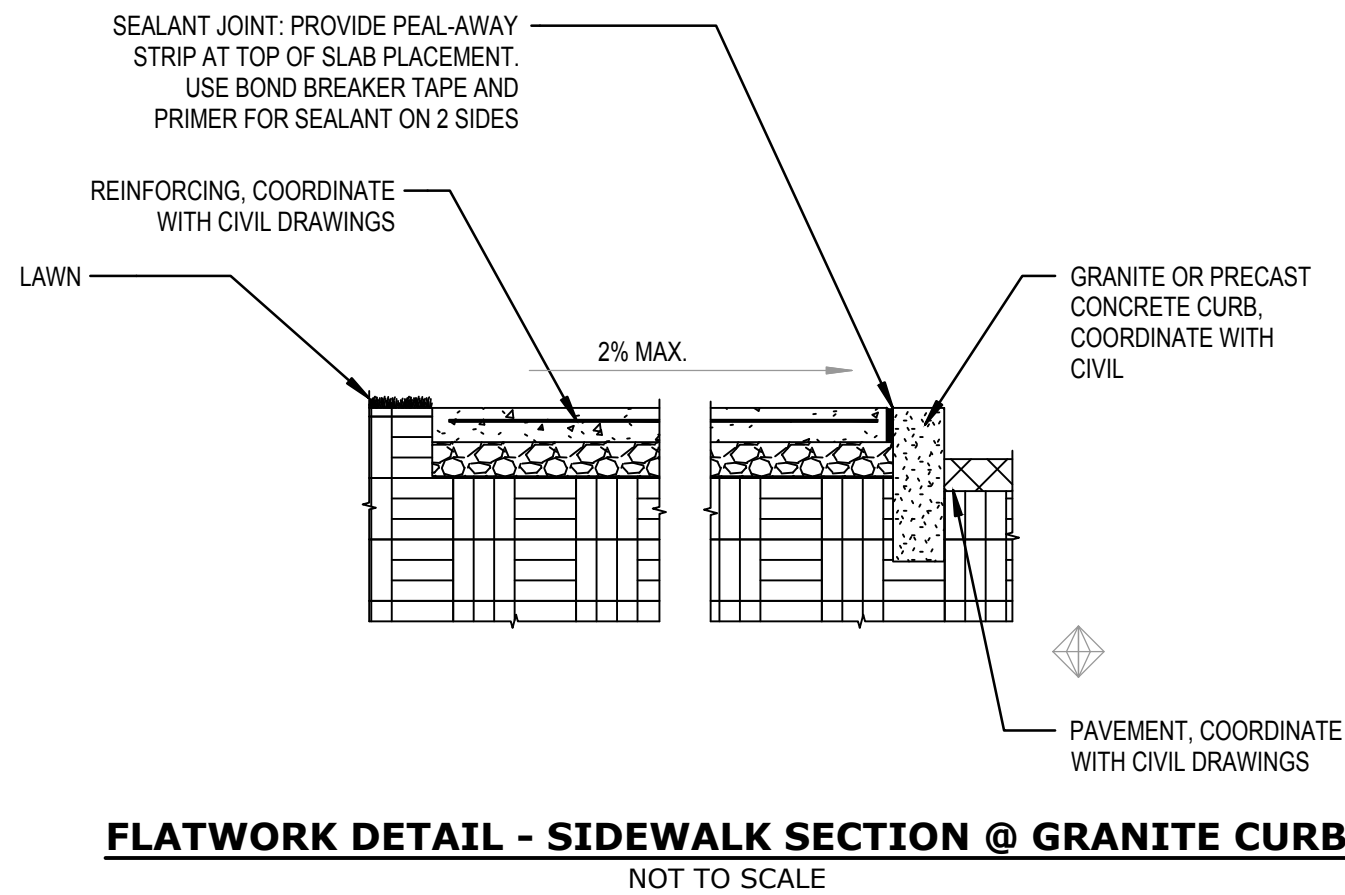 SEALANT JOINT: PROVIDE PEAL-AWAY
STRIP AT TOP OF SLAB PLACEMENT.
USE BOND BREAKER TAPE AND
PRIMER FOR SEALANT ON 2 SIDES
REINFORCING, COORDINATE
WITH CIVIL DRAWINGS
LAWN
2% MAX.
GRANITE OR PRECAST
CONCRETE CURB,
COORDINATE WITH
CIVIL
PAVEMENT, COORDINATE
WITH CIVIL DRAWINGS
FLATWORK DETAIL - SIDEWALK SECTION @ GRANITE CURB
NOT TO SCALE